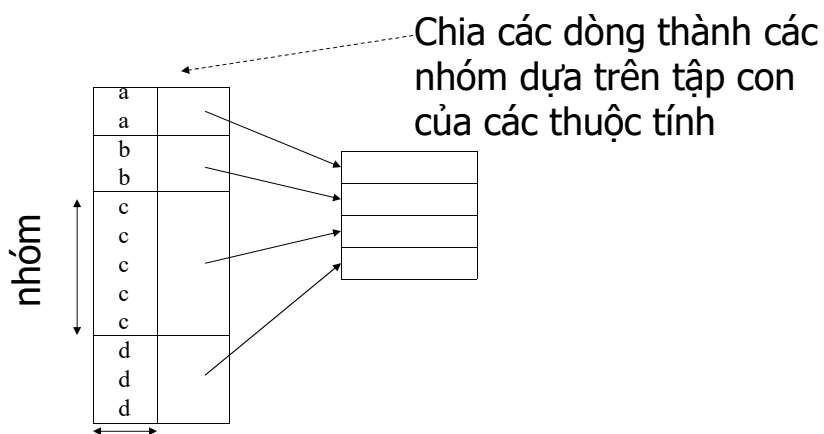 Chia các dòng thành các
nhóm dựa trên tập con
của các thuộc tính
a
a
b
b
c
c
c
c
c
d
d
d
nhóm